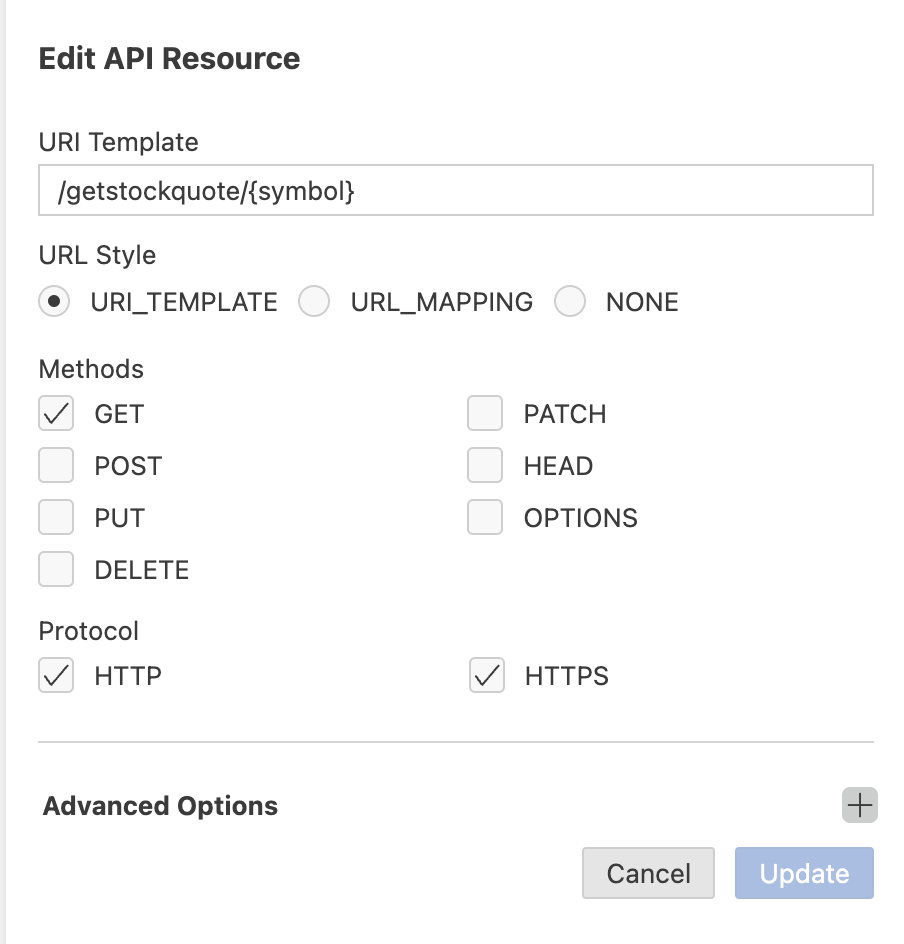 Edit API Resource
URI Template
/getstockquote/{symbol}
URL Style
URI_TEMPLATE URL_MAPPING NONE
Methods
GET PATCH
POST HEAD
PUT OPTIONS
DELETE
Protocol
HTTP HTTPS
Advanced Options
Cancel Update